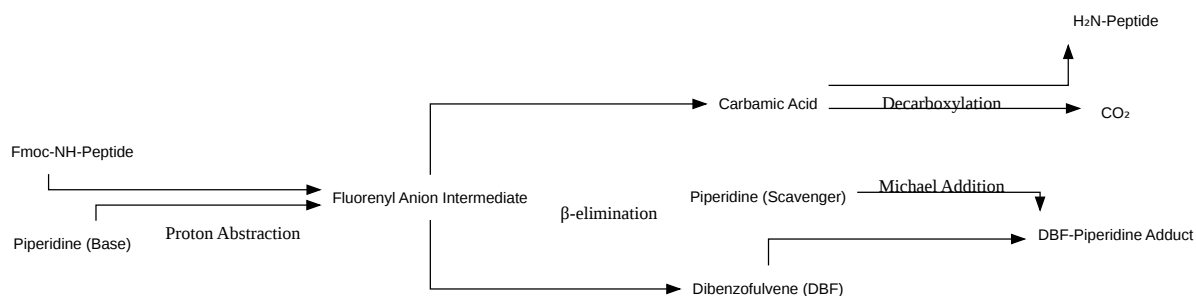 H₂N-Peptide
Carbamic Acid
Decarboxylation
CO₂
Fmoc-NH-Peptide
Fluorenyl Anion Intermediate
Piperidine (Scavenger)
Michael Addition
β-elimination
Piperidine (Base)
Proton Abstraction
DBF-Piperidine Adduct
Dibenzofulvene (DBF)